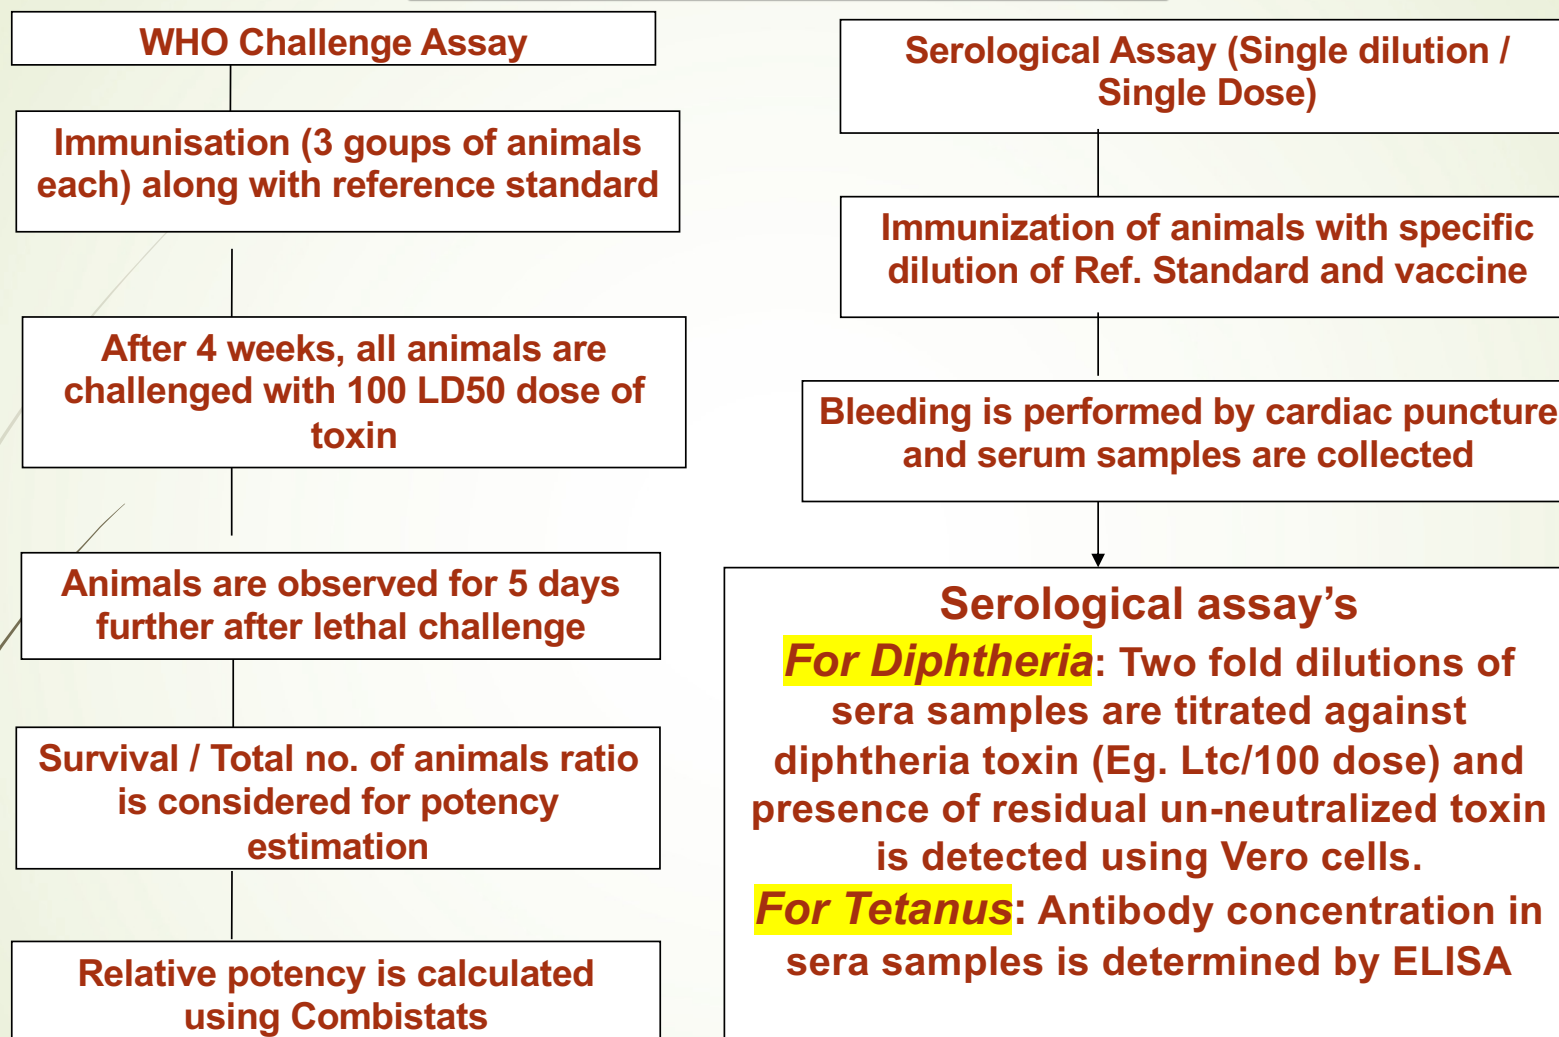 WHO Challenge Assay
Immunisation (3 goups of animals
each) along with reference standard
After 4 weeks, all animals are
challenged with 100 LD50 dose of
toxin
Animals are observed for 5 days
further after lethal challenge
Survival / Total no. of animals ratio
is considered for potency
estimation
Relative potency is calculated
using Combistats
Serological Assay (Single dilution /
Single Dose)
Immunization of animals with specific
dilution of Ref. Standard and vaccine
Bleeding is performed by cardiac puncture
and serum samples are collected
Serological assay’s
For Diphtheria: Two fold dilutions of
sera samples are titrated against
diphtheria toxin (Eg. Ltc/100 dose) and
presence of residual un-neutralized toxin
is detected using Vero cells.
For Tetanus: Antibody concentration in
sera samples is determined by ELISA